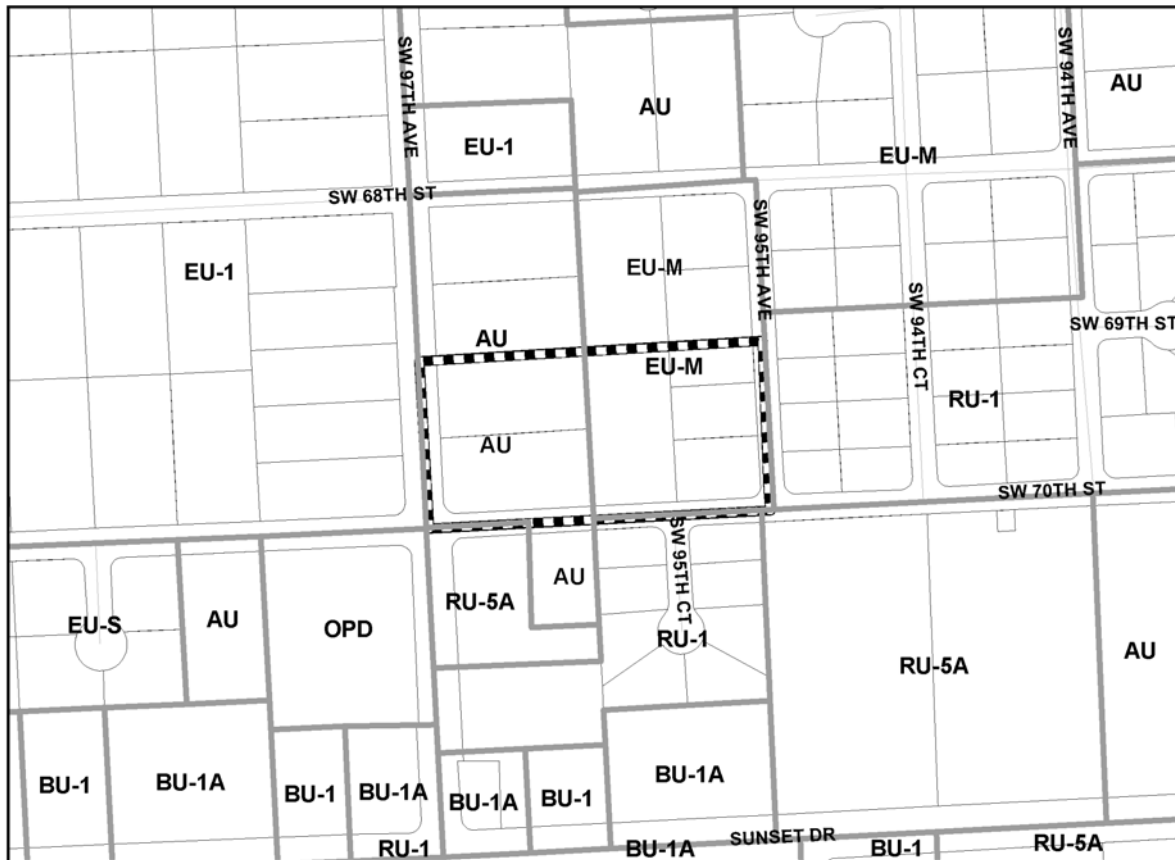 SW 97TH AVE
SW 94TH AVE
AU
AU
EU-1
EU-M
SW 68TH ST
SW 95TH AVE
EU-1
EU-M
SW 94TH CT
SW 69TH ST
AU
EU-M
RU-1
AU
SW 70TH ST
SW 95TH CT
AU
RU-5A
EU-S
AU
OPD
RU-1
RU-5A
AU
BU-1
BU-1A
BU-1
BU-1A
BU-1A
BU-1
BU-1A
SUNSET DR
RU-1
BU-1A
BU-1
RU-5A